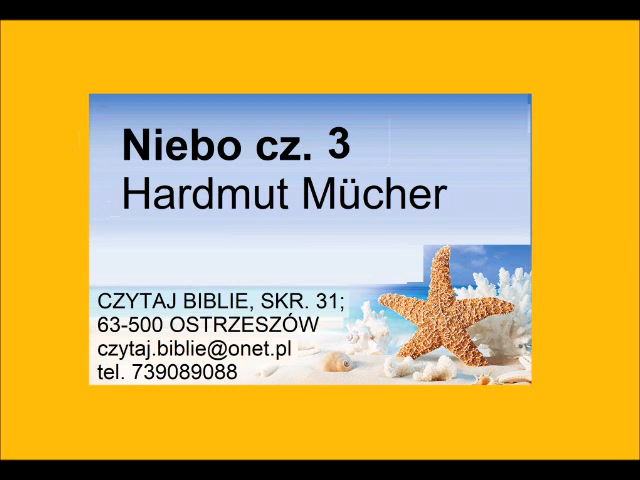 Niebo cz. 3
Hardmut Mücher
CZYTAJ BIBLIE, SKR. 31;
63-500 OSTRZESZÓW
czytaj.biblie@onet.pl
tel. 739089088